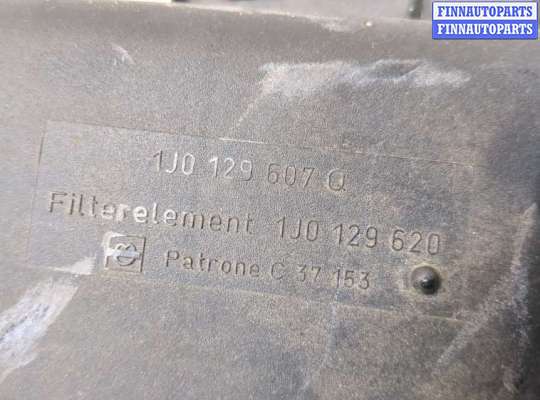 FINNAUTOPARTS
FINNAUTOPARTS
1J0 129 607 Q
Filterelement 1J0 129 620
Patrone C 37 153